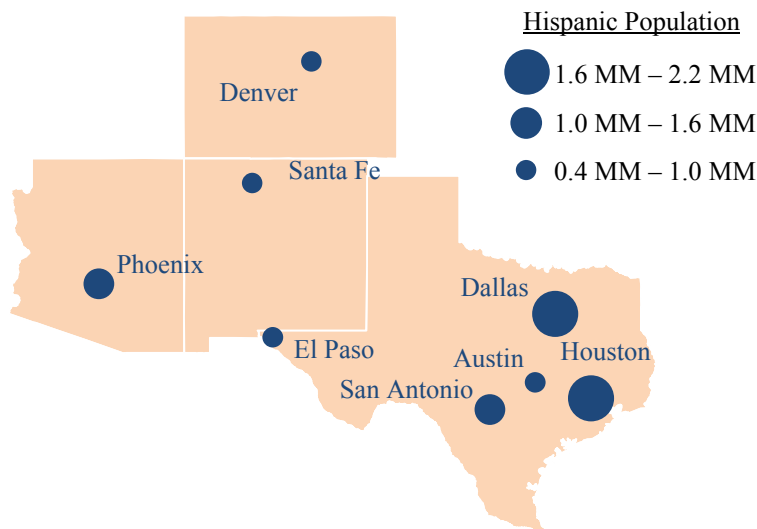 Hispanic Population
1.6 MM – 2.2 MM
1.0 MM – 1.6 MM
0.4 MM – 1.0 MM
Denver
Santa Fe
Phoenix
Dallas
El Paso
Austin
Houston
San Antonio